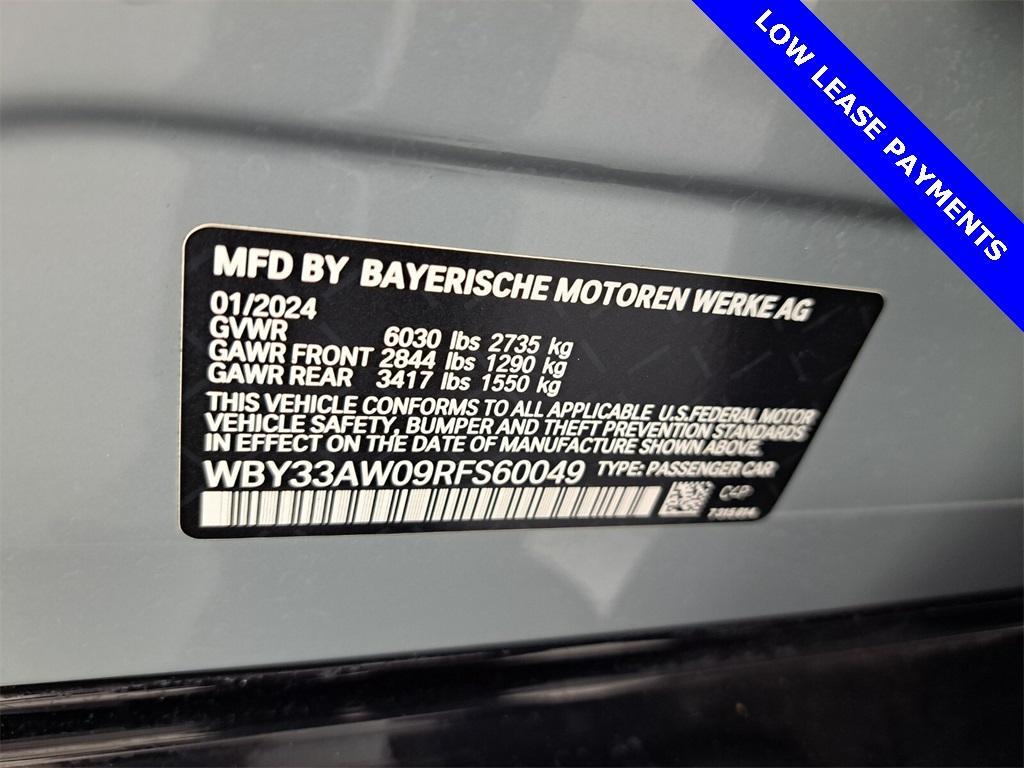 LOW LEASE PAYMENTS
MFD BY BAYERISCHE MOTOREN WERKE AG
01/2024
GVWR 6030 lbs 2735 kg
GAWR FRONT 2844 lbs 1290 kg
GAWR REAR 3417 lbs 1550 kg
THIS VEHICLE CONFORMS TO ALL APPLICABLE U.S.FEDERAL MOTOR
VEHICLE SAFETY, BUMPER AND THEFT PREVENTION STANDARDS
IN EFFECT ON THE DATE OF MANUFACTURE SHOWN ABOVE.
WBY33AW09RFS60049 TYPE: PASSENGER CAR
C4P
7315814